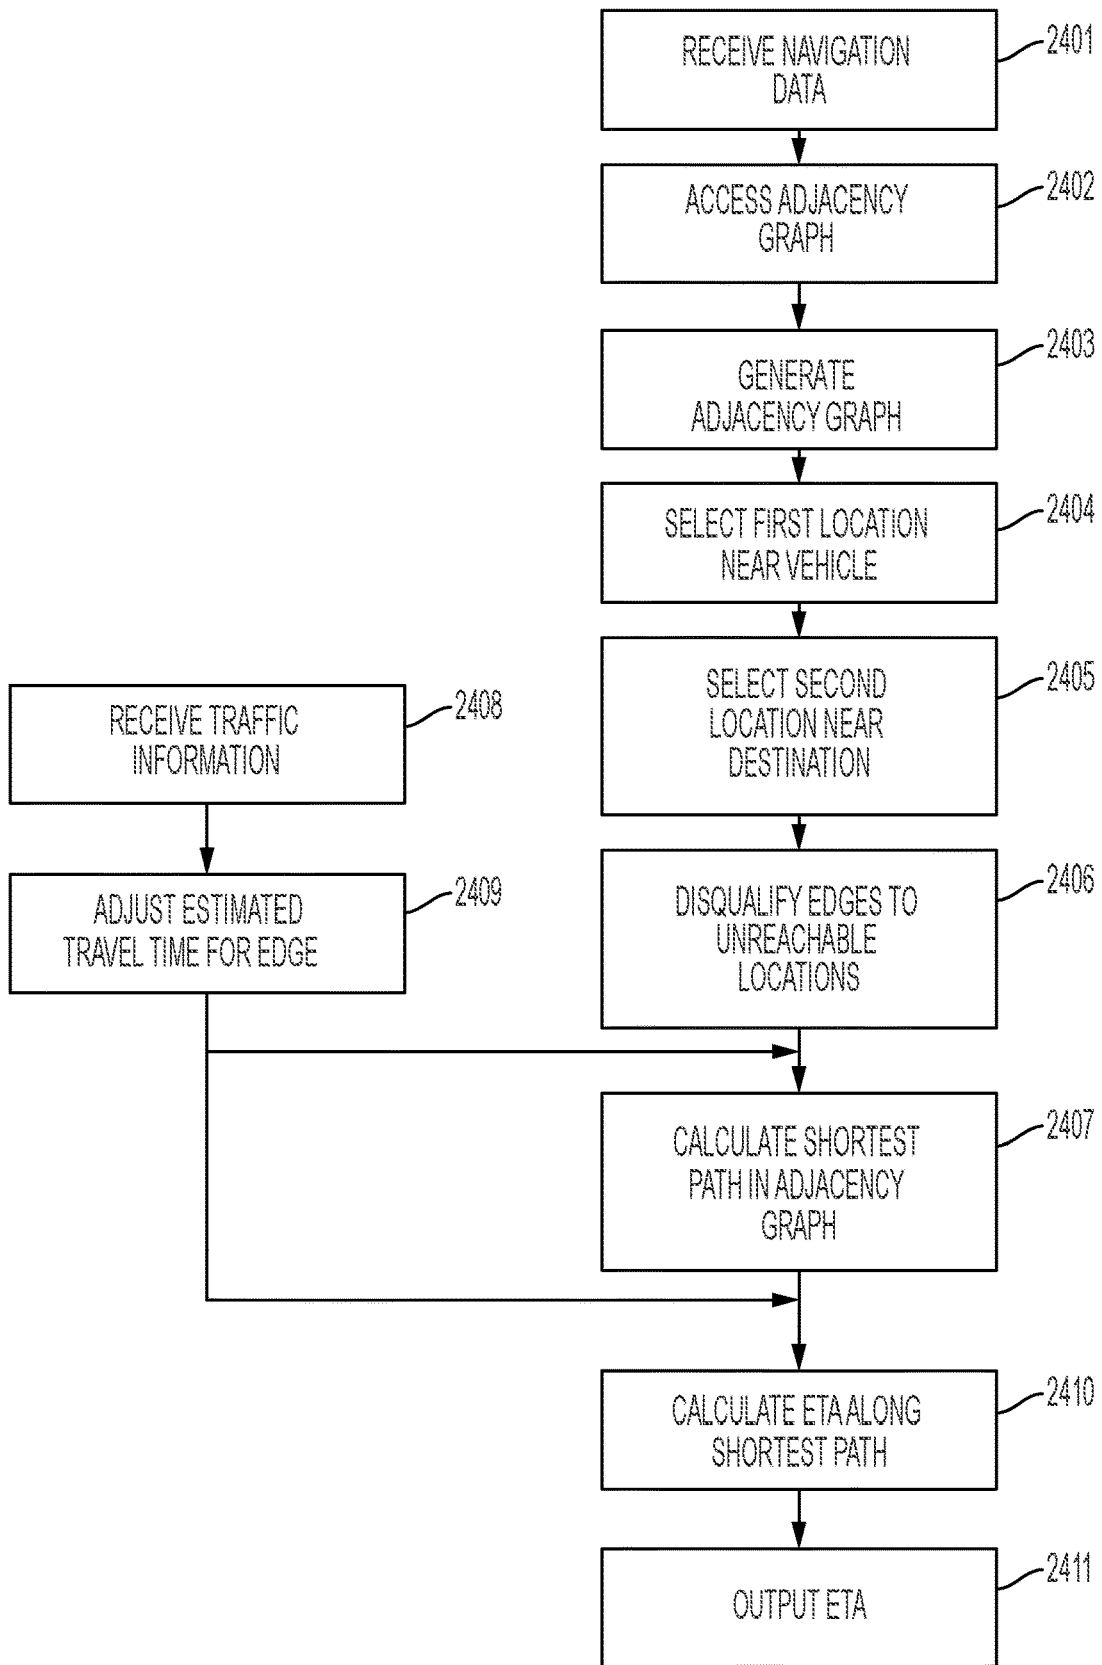 RECEIVE NAVIGATION
DATA
2401
ACCESS ADJACENCY
GRAPH
2402
GENERATE
ADJACENCY GRAPH
2403
SELECT FIRST LOCATION
NEAR VEHICLE
2404
SELECT SECOND
LOCATION NEAR
DESTINATION
2405
RECEIVE TRAFFIC
INFORMATION
2408
DISQUALIFY EDGES TO
UNREACHABLE
LOCATIONS
2406
ADJUST ESTIMATED
TRAVEL TIME FOR EDGE
2409
CALCULATE SHORTEST
PATH IN ADJACENCY
GRAPH
2407
CALCULATE ETA ALONG
SHORTEST PATH
2410
OUTPUT ETA
2411